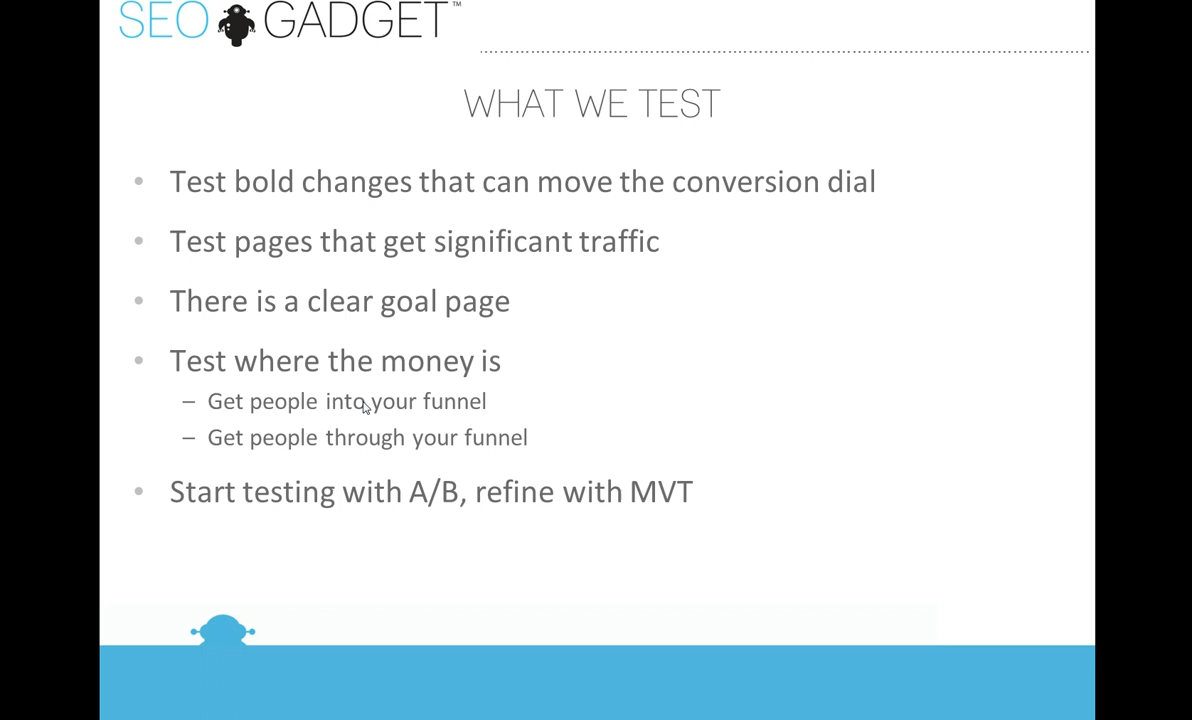 SEO GADGET™
WHAT WE TEST
• Test bold changes that can move the conversion dial
• Test pages that get significant traffic
• There is a clear goal page
• Test where the money is
– Get people into your funnel
– Get people through your funnel
• Start testing with A/B, refine with MVT